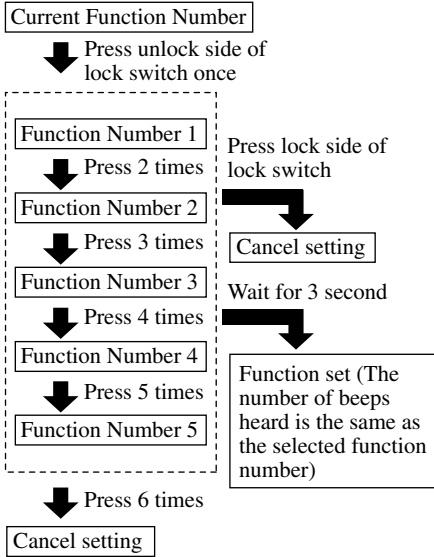 Current Function Number
Press unlock side of
lock switch once
Function Number 1
Press 2 times
Function Number 2
Press 3 times
Function Number 3
Press 4 times
Function Number 4
Press 5 times
Function Number 5
Press lock side of
lock switch
Cancel setting
Wait for 3 second
Function set (The
number of beeps
heard is the same as
the selected function
number)
Press 6 times
Cancel setting